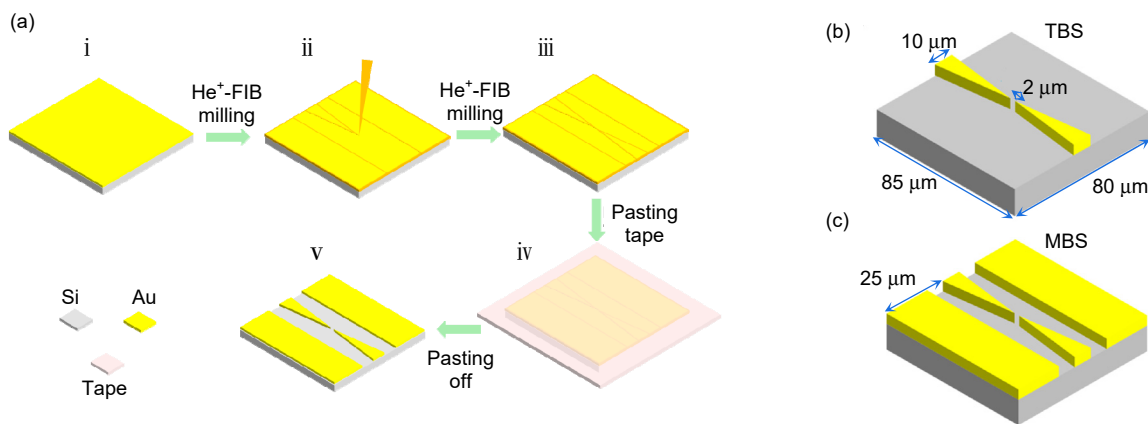 (a)
i
ii
iii
He⁺-FIB
milling
He⁺-FIB
milling
Pasting
tape
iv
v
Pasting
off
Si
Au
Tape
(b)
TBS
10 μm
2 μm
85 μm
80 μm
(c)
MBS
25 μm